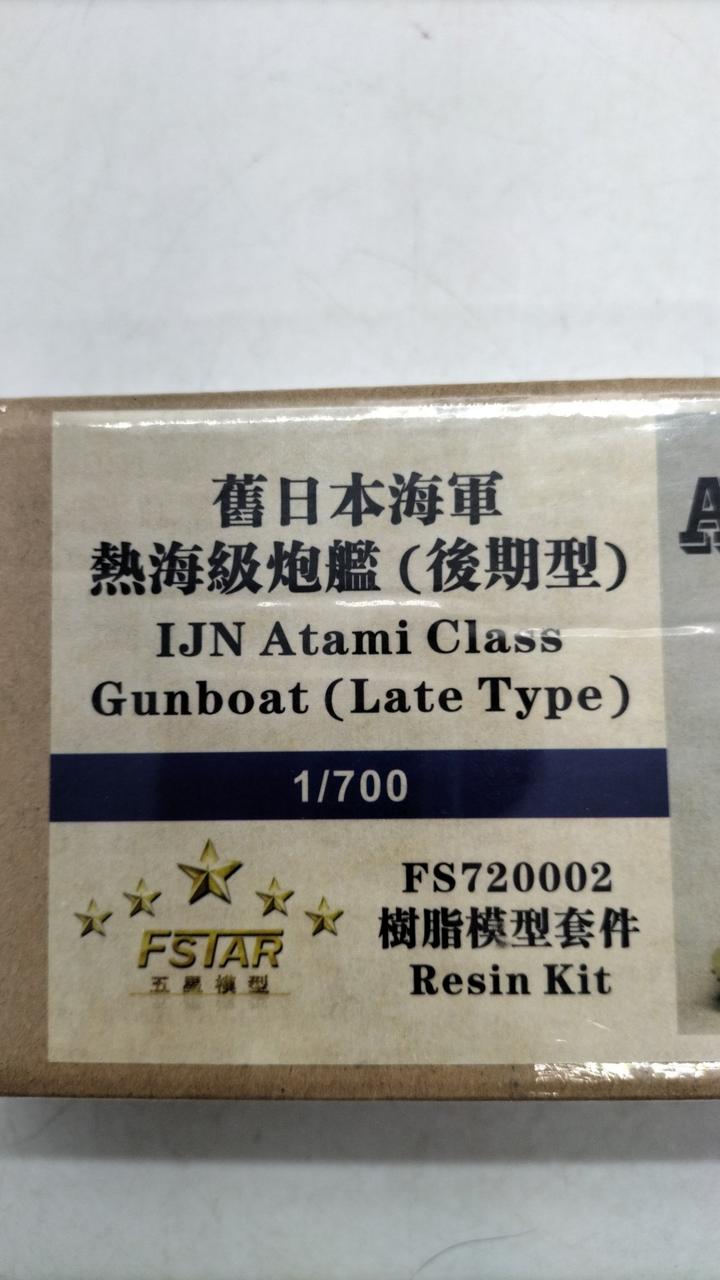 舊日本海軍
熱海級炮艦(後期型)
IJN Atami Class
Gunboat (Late Type)
1/700
FSTAR
五星模型
FS720002
樹脂模型套件
Resin Kit